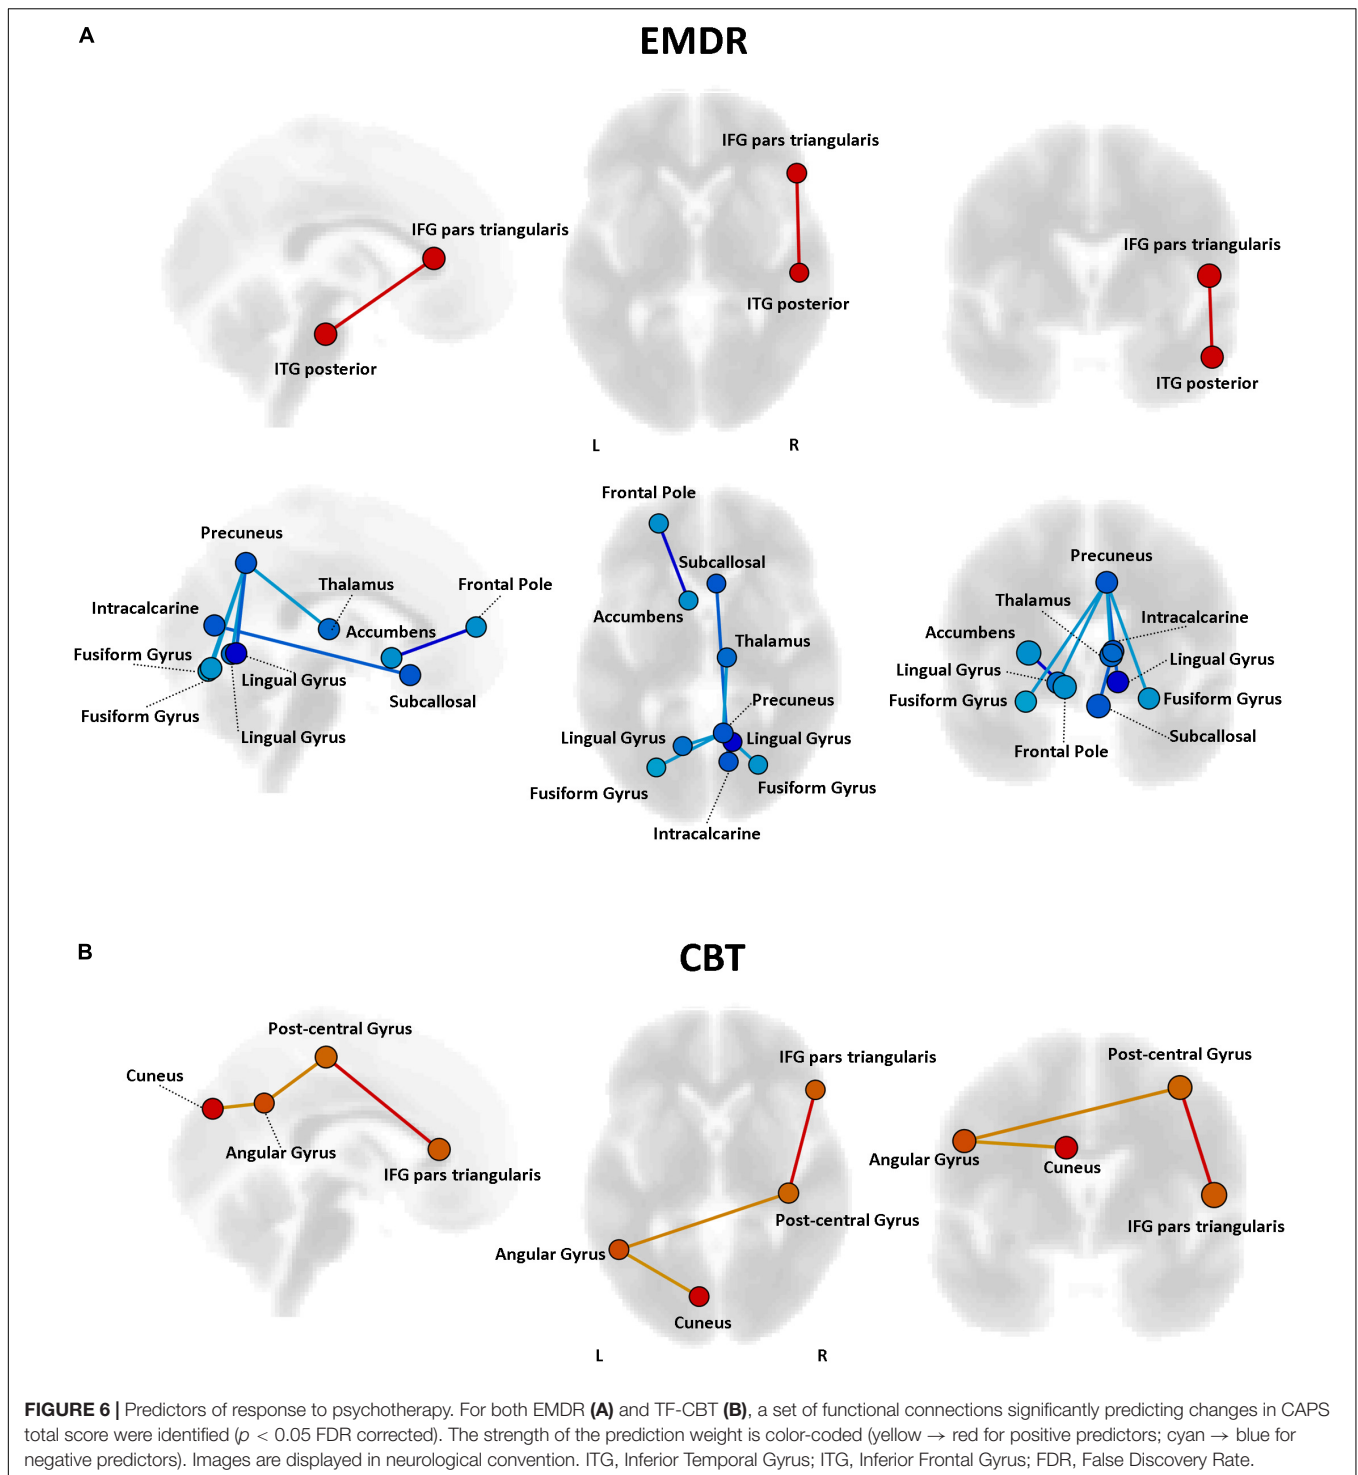 A
EMDR
IFG pars triangularis
ITG posterior
IFG pars triangularis
ITG posterior
IFG pars triangularis
ITG posterior
L
R
Precuneus
Thalamus
Frontal Pole
Intracalcarine
Accumbens
Fusiform Gyrus
Lingual Gyrus
Subcallosal
Fusiform Gyrus
Lingual Gyrus
Frontal Pole
Subcallosal
Accumbens
Thalamus
Precuneus
Lingual Gyrus
Lingual Gyrus
Fusiform Gyrus
Fusiform Gyrus
Intracalcarine
Precuneus
Thalamus
Intracalcarine
Accumbens
Lingual Gyrus
Lingual Gyrus
Fusiform Gyrus
Fusiform Gyrus
Subcallosal
Frontal Pole
B
CBT
Post-central Gyrus
Cuneus
Angular Gyrus
IFG pars triangularis
IFG pars triangularis
Post-central Gyrus
Angular Gyrus
Cuneus
Post-central Gyrus
Angular Gyrus
Cuneus
IFG pars triangularis
L
R
FIGURE 6 | Predictors of response to psychotherapy. For both EMDR (A) and TF-CBT (B), a set of functional connections significantly predicting changes in CAPS
total score were identified (p < 0.05 FDR corrected). The strength of the prediction weight is color-coded (yellow → red for positive predictors; cyan → blue for
negative predictors). Images are displayed in neurological convention. ITG, Inferior Temporal Gyrus; ITG, Inferior Frontal Gyrus; FDR, False Discovery Rate.